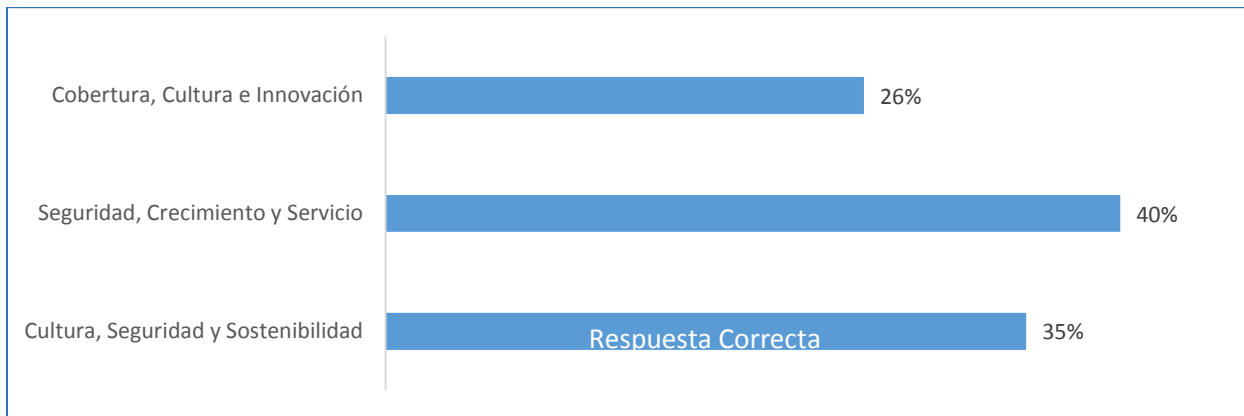 Cobertura, Cultura e Innovación
26%
Seguridad, Crecimiento y Servicio
40%
Cultura, Seguridad y Sostenibilidad
Respuesta Correcta
35%